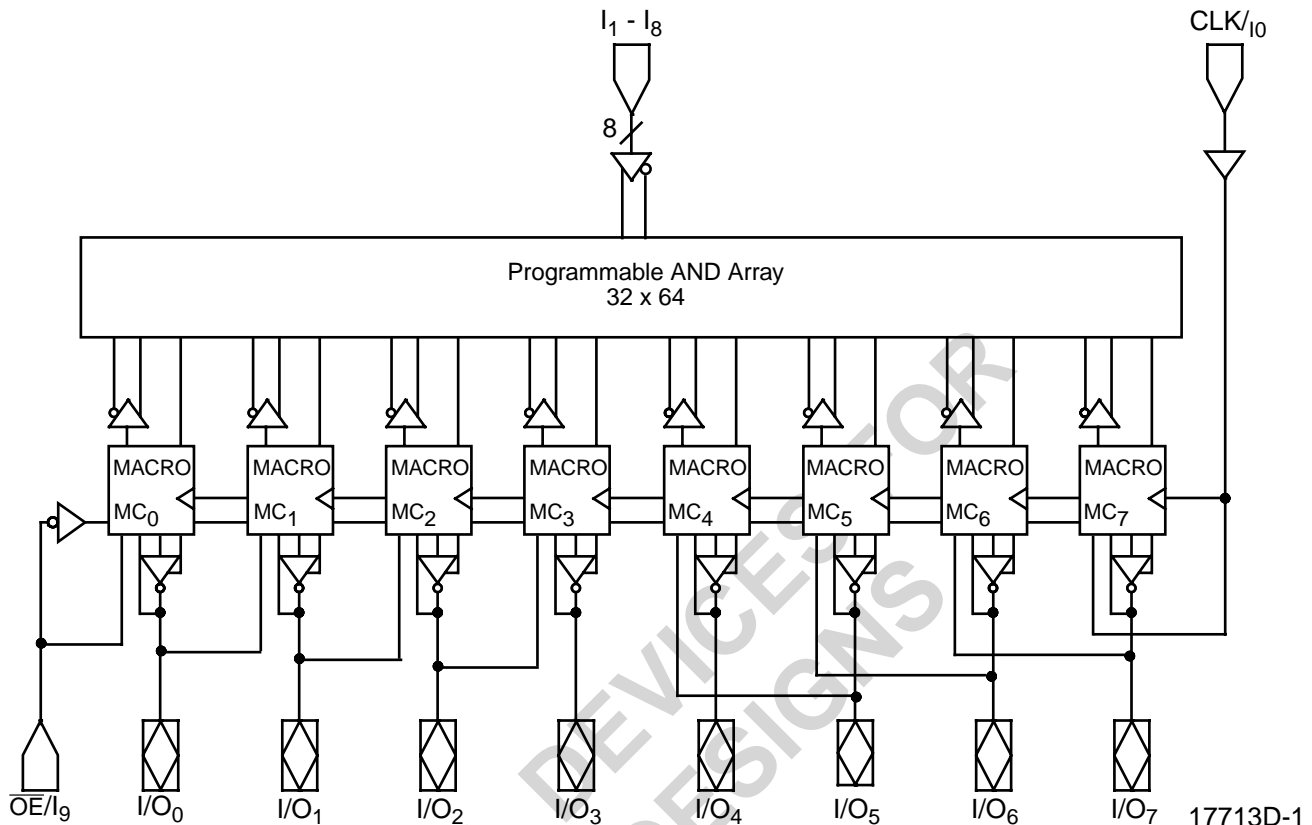 I1 - I8
CLK/I0
8
Programmable AND Array
32 x 64
MACRO MACRO MACRO MACRO MACRO MACRO MACRO MACRO
MC0 MC1 MC2 MC3 MC4 MC5 MC6 MC7
DEVICES FOR
DESIGNS
OE/I9 I/O0 I/O1 I/O2 I/O3 I/O4 I/O5 I/O6 I/O7
17713D-1